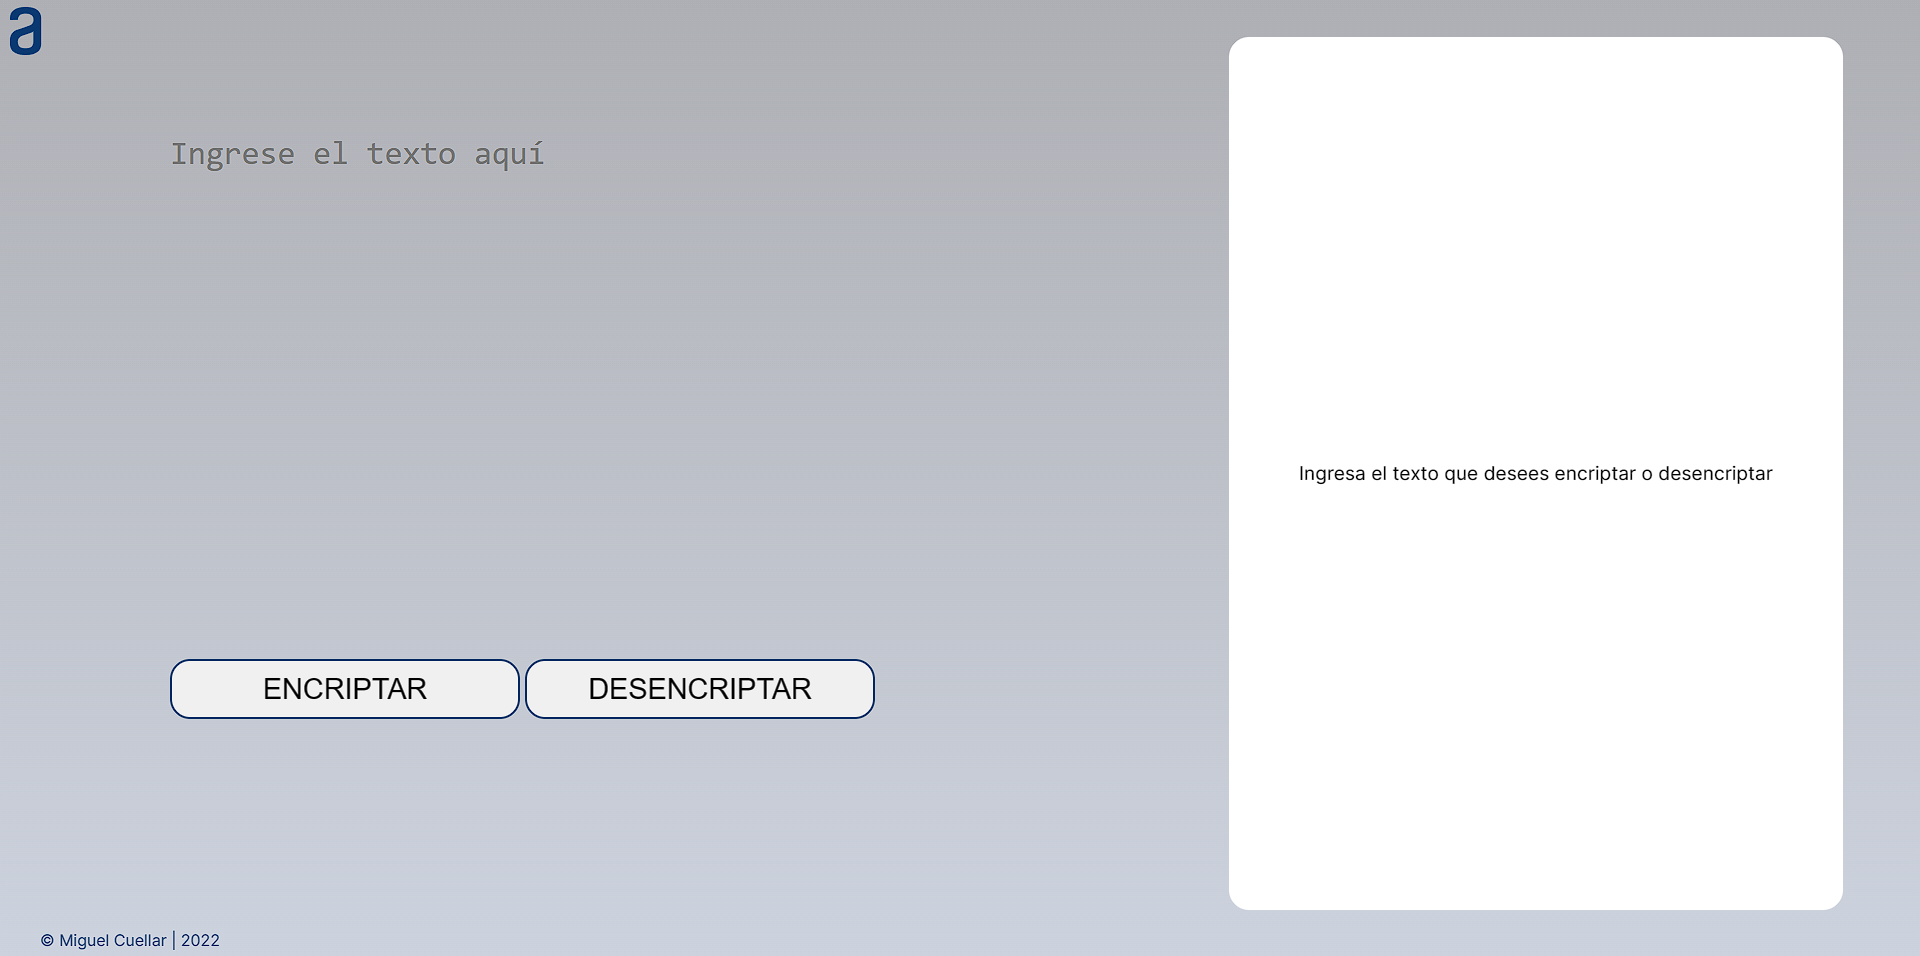 a
Ingrese el texto aquí
Ingresa el texto que desees encriptar o desencriptar
ENCRIPTAR
DESENCRIPTAR
© Miguel Cuellar | 2022